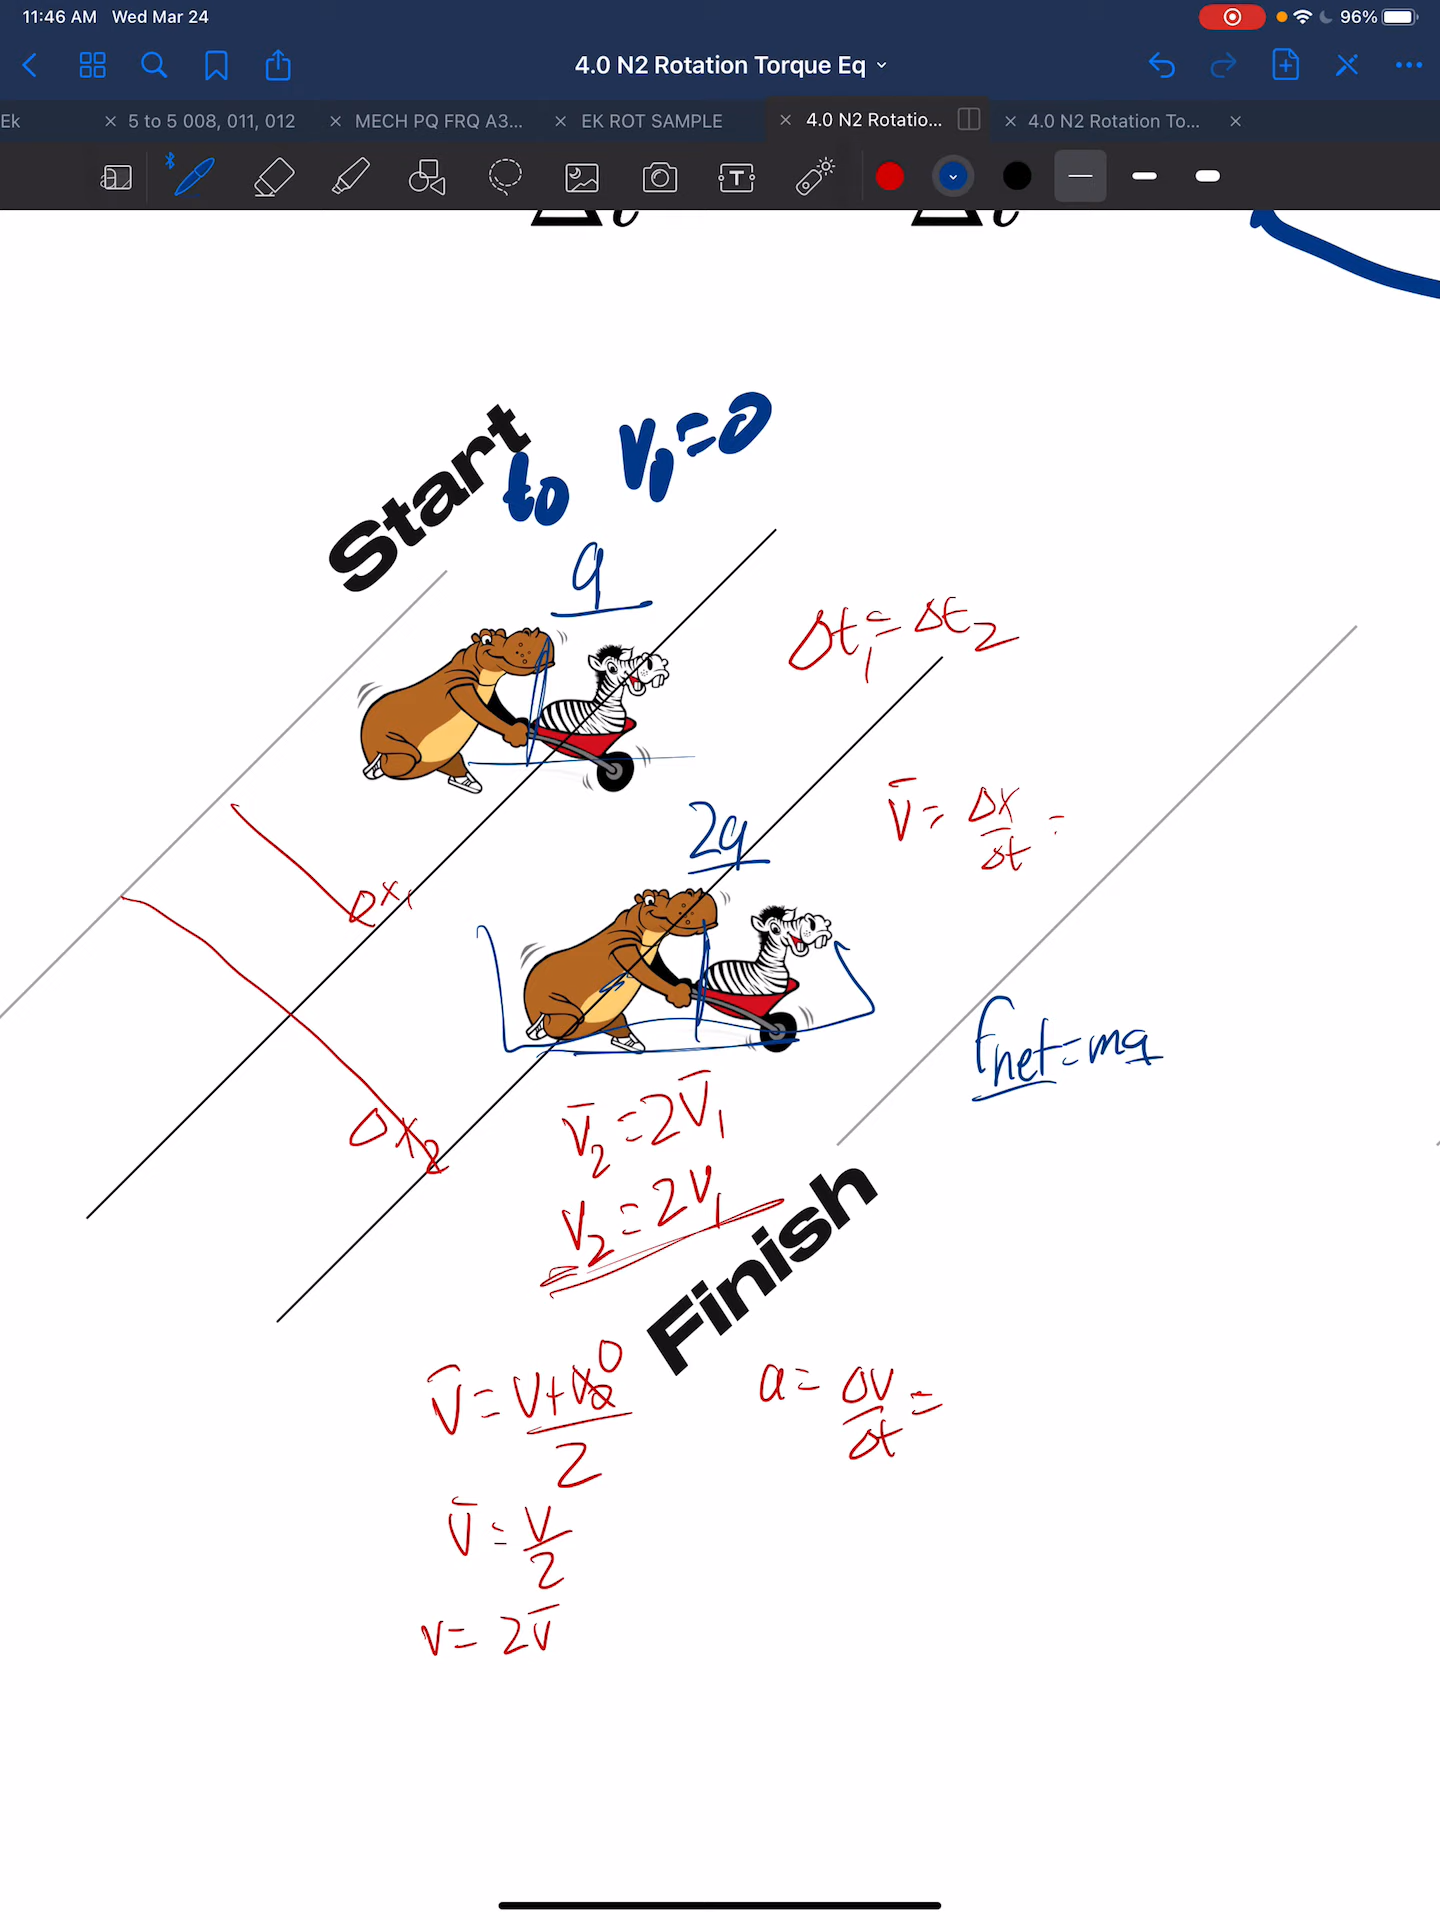 11:46 AM Wed Mar 24
96%
4.0 N2 Rotation Torque Eq
Ek
5 to 5 008, 011, 012
MECH PQ FRQ A3...
EK ROT SAMPLE
4.0 N2 Rotatio...
4.0 N2 Rotation To...
T
Start
to
V₁=0
a
Δt₁=Δt₂
2a
V̄=Δx/Δt=
Δx₂
Fnet=ma
V̄₂=2V̄₁
V₂=2V₁
Finish
V̄=V+V₀/2
0
a=ΔV/Δt=
V̄=V/2
V=2V̄